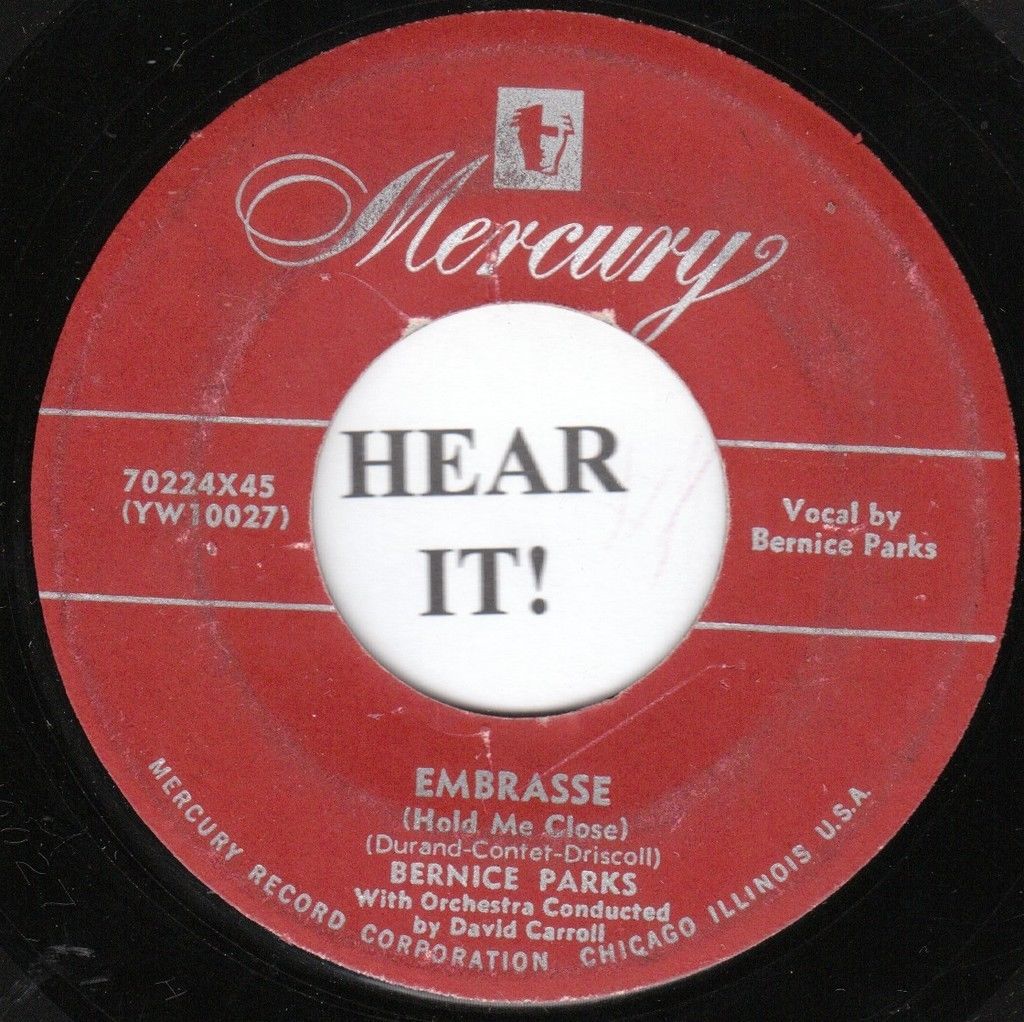 Mercury
HEAR
IT!
70224X45
(YW10027)
Vocal by
Bernice Parks
EMBRASSE
(Hold Me Close)
(Durand-Contet-Driscoll)
BERNICE PARKS
With Orchestra Conducted
by David Carroll
MERCURY RECORD CORPORATION CHICAGO ILLINOIS U.S.A.